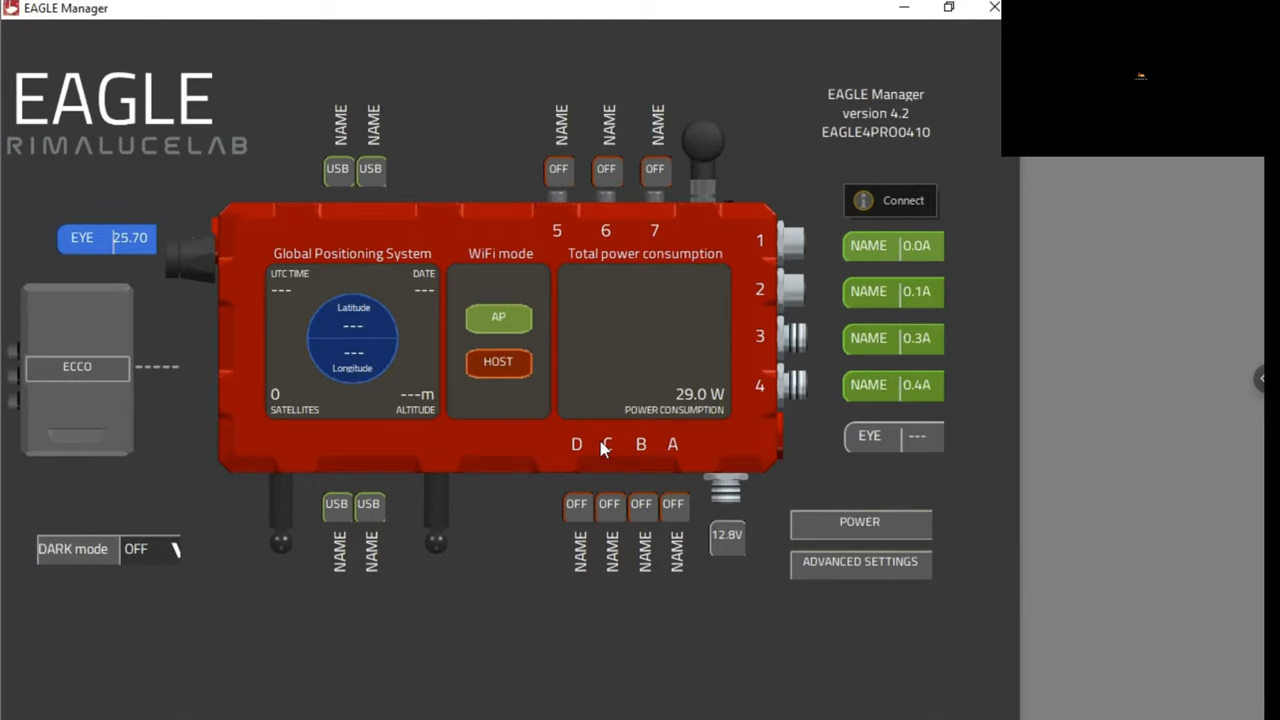 EAGLE Manager
EAGLE
PRIMALUCELAB
NAME
NAME
NAME
NAME
NAME
EAGLE Manager
version 4.2
EAGLE4PRO0410
USB
USB
OFF
OFF
OFF
Connect
EYE 25.70
5
6
7
1
NAME 0.0A
Global Positioning System
WiFi mode
Total power consumption
UTC TIME
DATE
---
---
Latitude
---
---
Longitude
AP
HOST
2
NAME 0.1A
3
NAME 0.3A
4
NAME 0.4A
ECCO
-----
0
SATELLITES
---m
ALTITUDE
29.0 W
POWER CONSUMPTION
D
C
B
A
EYE ---
USB
USB
OFF
OFF
OFF
OFF
12.8V
NAME
NAME
NAME
NAME
NAME
NAME
DARK mode OFF
POWER
ADVANCED SETTINGS